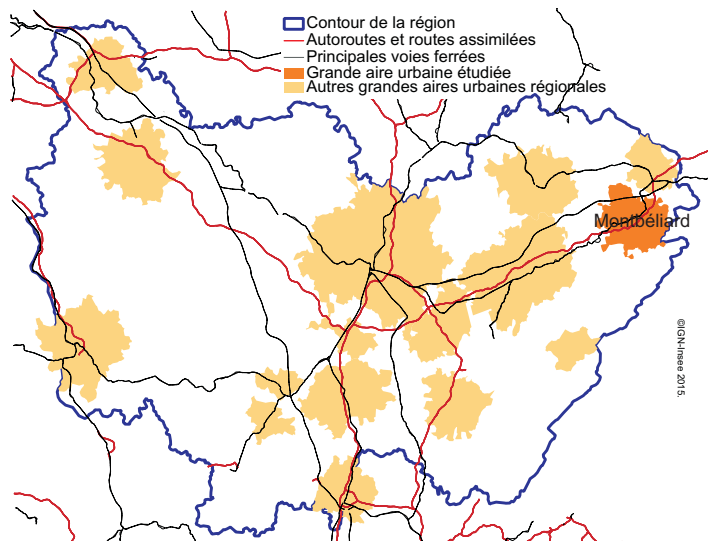 Contour de la région
Autoroutes et routes assimilées
Principales voies ferrées
Grande aire urbaine étudiée
Autres grandes aires urbaines régionales
Montbéliard
©IGN-Insee 2015.